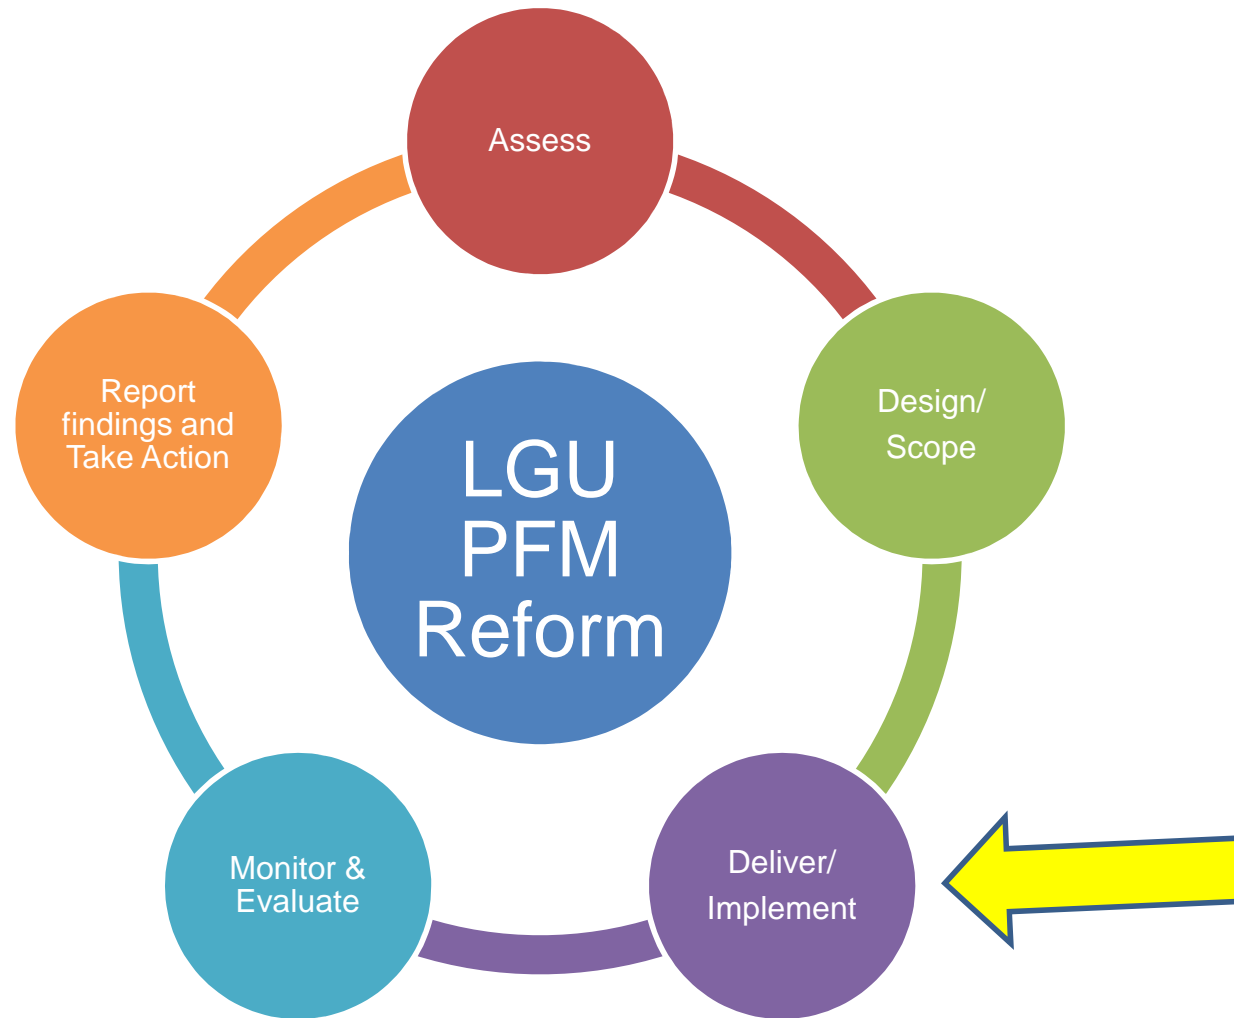 Assess
Design/
Scope
Deliver/
Implement
Monitor &
Evaluate
Report
findings and
Take Action
LGU
PFM
Reform